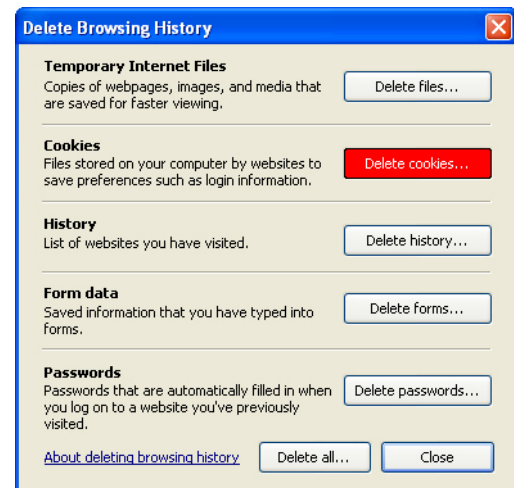 Delete Browsing History
Temporary Internet Files
Copies of webpages, images, and media that
are saved for faster viewing.
Delete files...
Cookies
Files stored on your computer by websites to
save preferences such as login information.
Delete cookies...
History
List of websites you have visited.
Delete history...
Form data
Saved information that you have typed into
forms.
Delete forms...
Passwords
Passwords that are automatically filled in when
you log on to a website you've previously
visited.
Delete passwords...
About deleting browsing history
Delete all...
Close